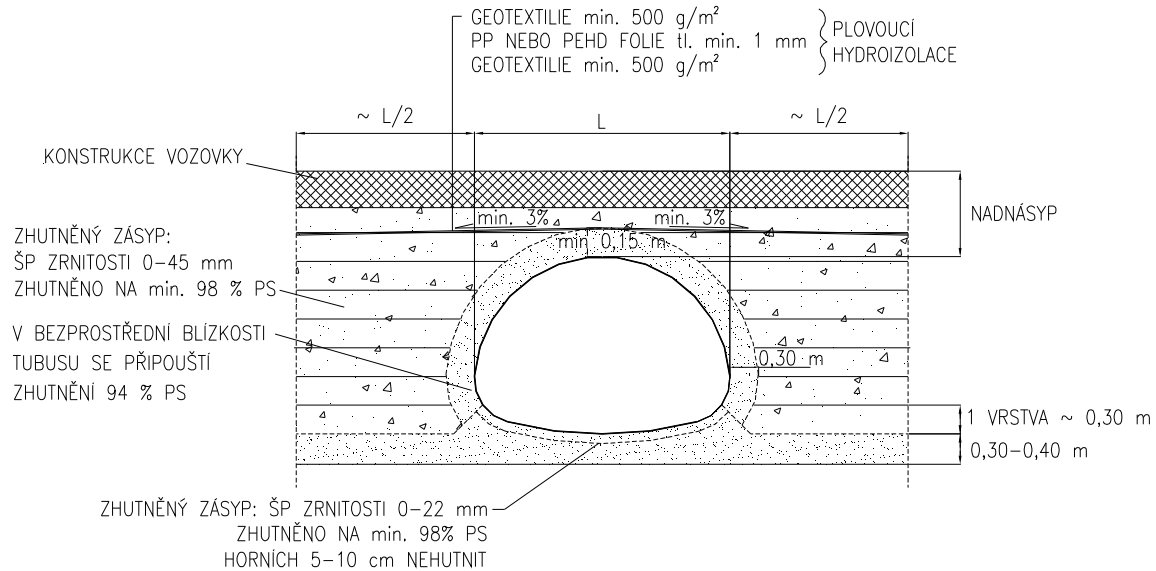 GEOTEXTILIE min. 500 g/m²
PP NEBO PEHD FOLIE tl. min. 1 mm
GEOTEXTILIE min. 500 g/m²
PLOVOUCÍ
HYDROIZOLACE
~ L/2
L
~ L/2
KONSTRUKCE VOZOVKY
min. 3%
min. 3%
NADNÁSYP
min 0,15 m
ZHUTNĚNÝ ZÁSYP:
ŠP ZRNITOSTI 0-45 mm
ZHUTNĚNO NA min. 98 % PS
V BEZPROSTŘEDNÍ BLÍZKOSTI
TUBUSU SE PŘIPOUŠTÍ
ZHUTNĚNÍ 94 % PS
0,30 m
1 VRSTVA ~ 0,30 m
0,30-0,40 m
ZHUTNĚNÝ ZÁSYP: ŠP ZRNITOSTI 0-22 mm
ZHUTNĚNO NA min. 98% PS
HORNÍCH 5-10 cm NEHUTNIT